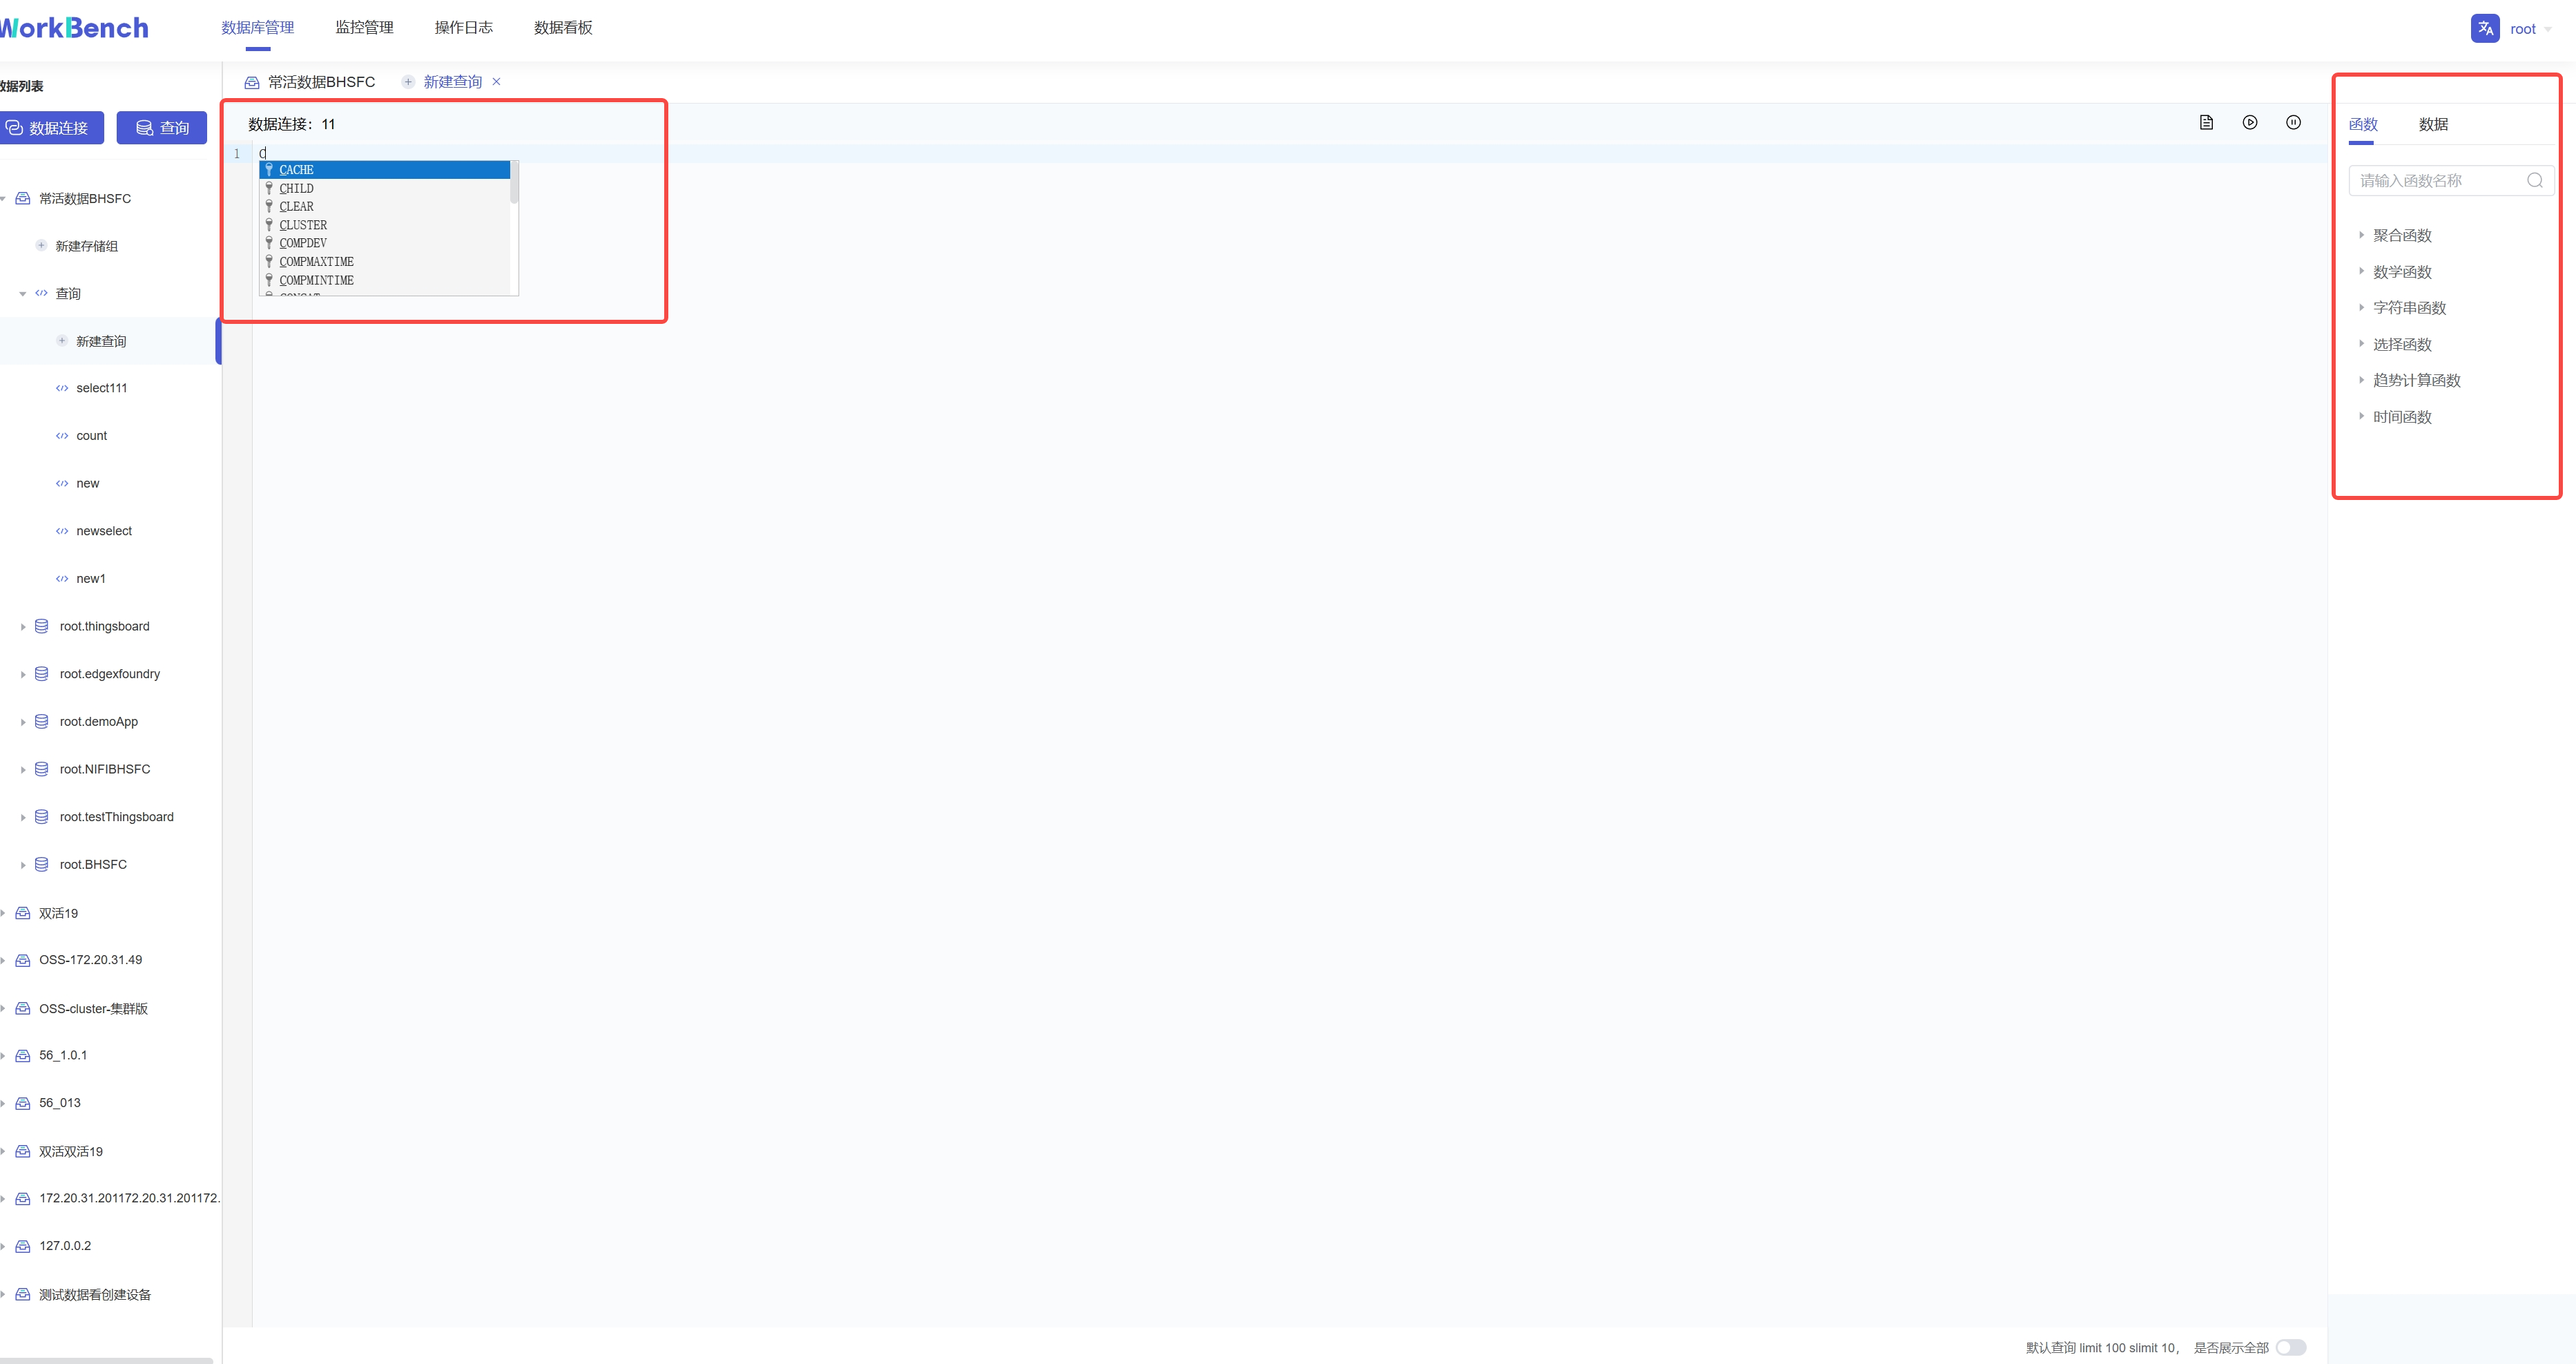 WorkBench
数据库管理 监控管理 操作日志 数据看板
root
数据列表
数据连接 查询
常活数据BHSFC
新建存储组
查询
新建查询
select111
count
new
newselect
new1
root.thingsboard
root.edgexfoundry
root.demoApp
root.NIFIBHSFC
root.testThingsboard
root.BHSFC
双活19
OSS-172.20.31.49
OSS-cluster-集群版
56_1.0.1
56_013
双活双活19
172.20.31.201172.20.31.201172.
127.0.0.2
测试数据看创建设备
常活数据BHSFC 新建查询
数据连接：11
1 C
CACHE
CHILD
CLEAR
CLUSTER
COMPDEV
COMPMAXTIME
COMPMINTIME
函数 数据
请输入函数名称
聚合函数
数学函数
字符串函数
选择函数
趋势计算函数
时间函数
默认查询 limit 100 slimit 10， 是否展示全部